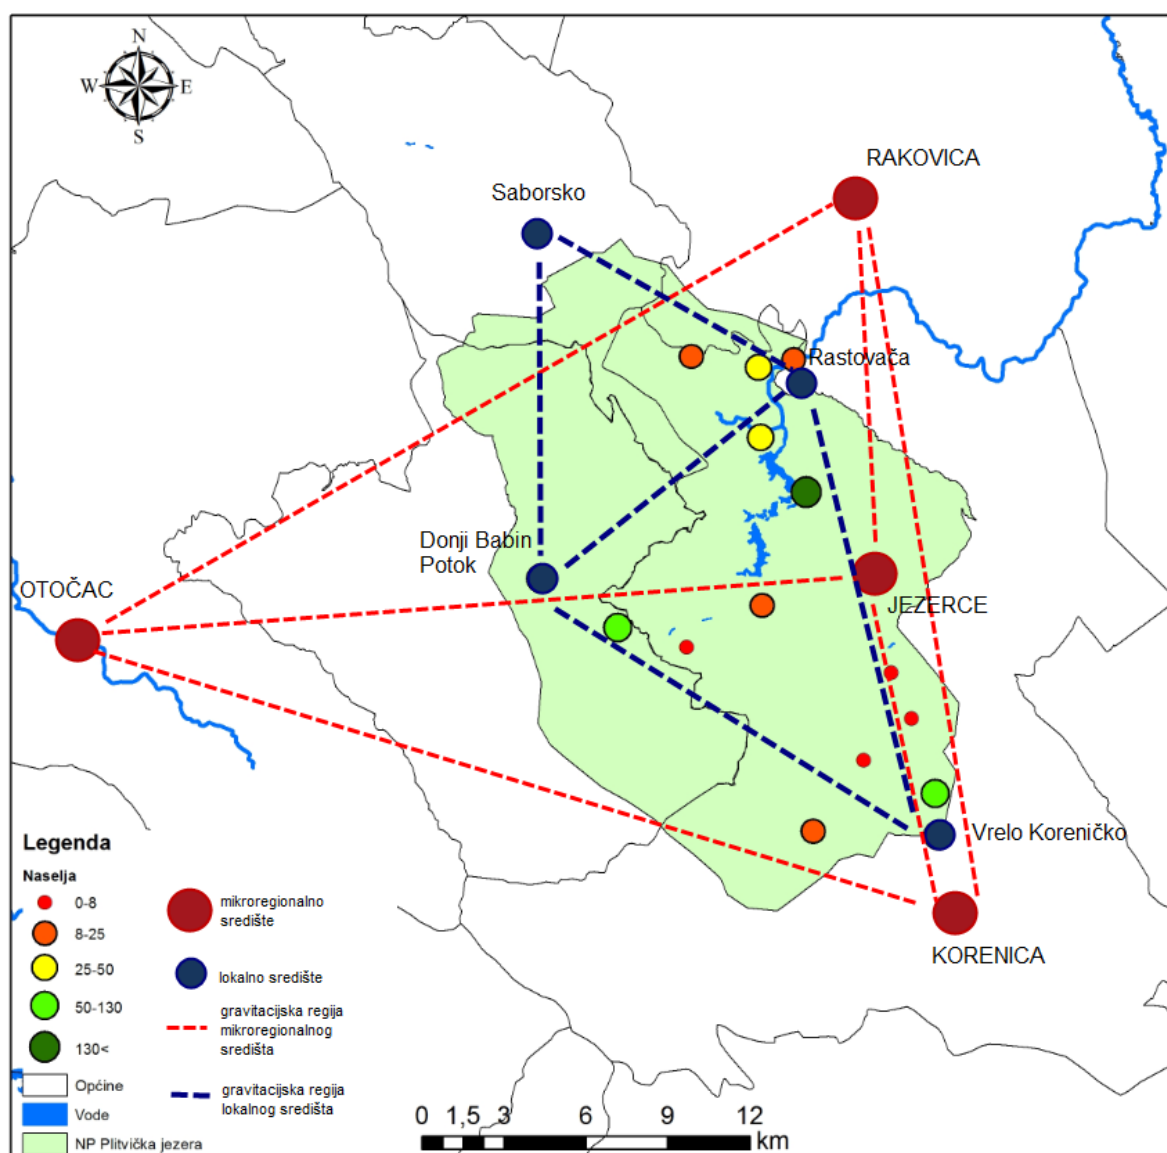 N
W E
S
RAKOVICA
Saborsko
Rastovača
Donji Babin
Potok
OTOČAC
JEZERCE
Vrelo Koreničko
KORENICA
Legenda
Naselja
0-8
8-25
25-50
50-130
130<
Općine
Vode
NP Plitvička jezera
mikroregionalno
središte
lokalno središte
gravitacijska regija
mikroregionalnog
središta
gravitacijska regija
lokalnog središta
0 1,5 3 6 9 12
km